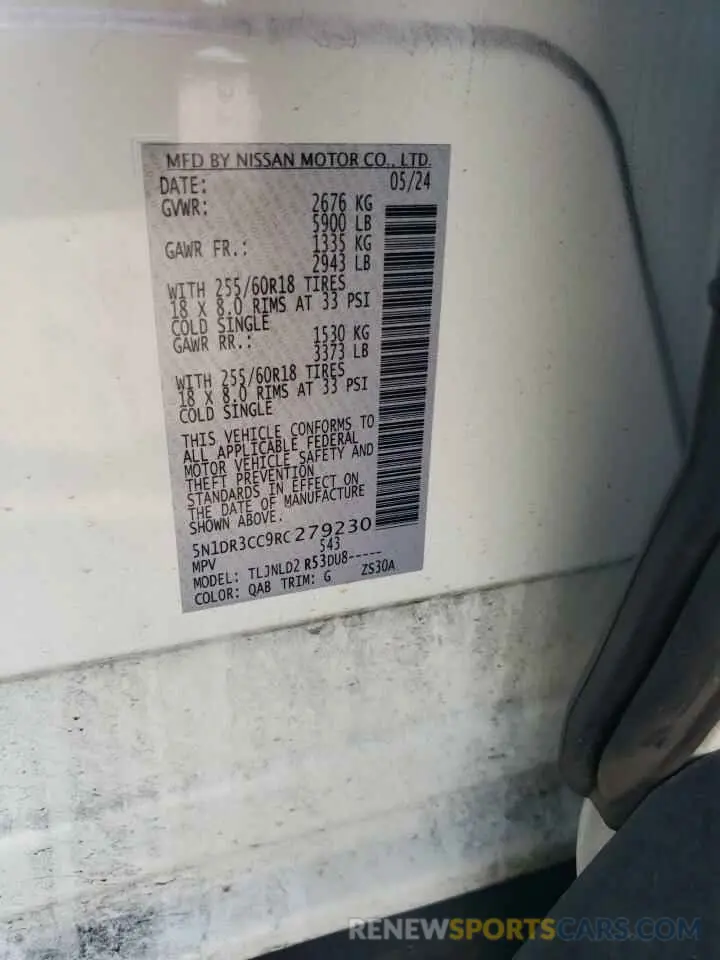 MFD BY NISSAN MOTOR CO., LTD.
DATE: 05/24
GVWR: 2676 KG
5900 LB
GAWR FR.: 1335 KG
2943 LB
WITH 255/60R18 TIRES
18 X 8.0 RIMS AT 33 PSI
COLD SINGLE
GAWR RR.: 1530 KG
3373 LB
WITH 255/60R18 TIRES
18 X 8.0 RIMS AT 33 PSI
COLD SINGLE
THIS VEHICLE CONFORMS TO
ALL APPLICABLE FEDERAL
MOTOR VEHICLE SAFETY AND
THEFT PREVENTION
STANDARDS IN EFFECT ON
THE DATE OF MANUFACTURE
SHOWN ABOVE.
5N1DR3CC9RC279230
MPV 543
MODEL: TLJNLD2 R53DU8-----
COLOR: QAB TRIM: G ZS30A
RENEWSPORTSCARS.COM